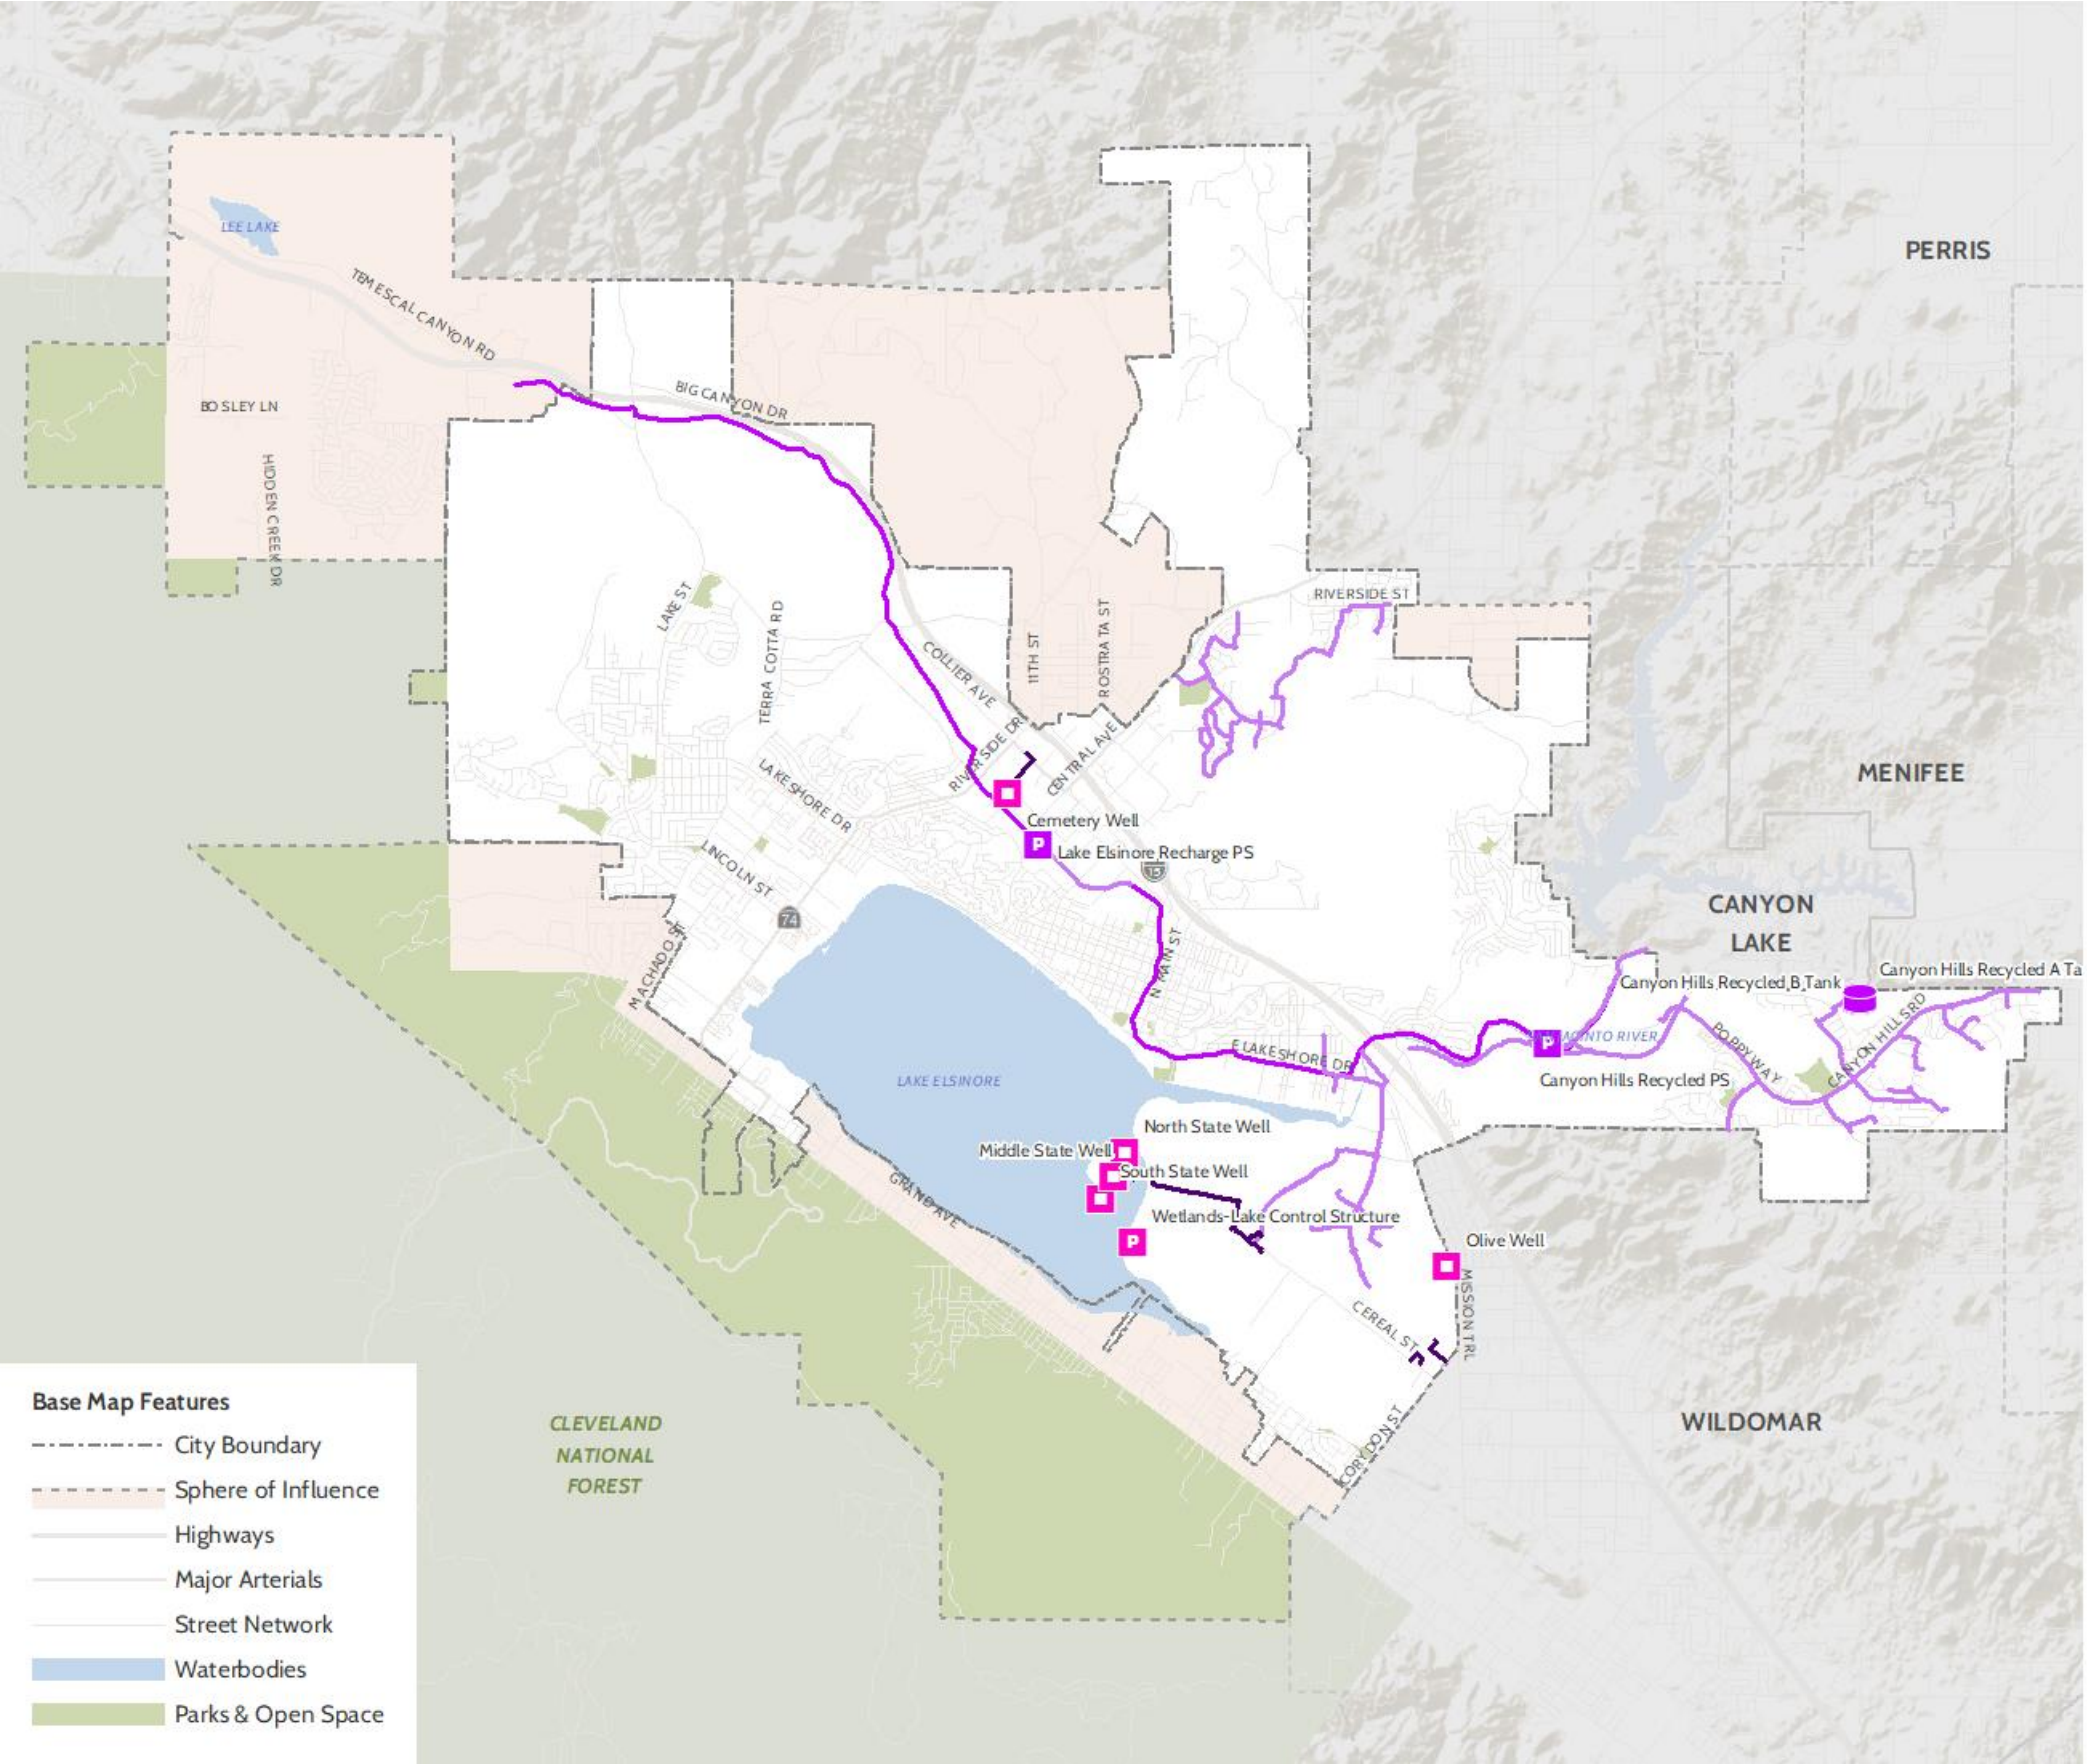 PERRIS
LEE LAKE
TEMESCAL CANYON RD
BIG CANYON DR
BOSLEY LN
HIDDEN CREEK DR
LAKE ST
TERRA COTTA RD
COLLIER AVE
11TH ST
ROSTRATA ST
RIVERSIDE ST
RIVERSIDE DR
CENTRAL AVE
MENIFEE
LAKESHORE DR
Cemetery Well
P
Lake Elsinore Recharge PS
15
LINCOLN ST
74
MACHADO ST
N MAIN ST
CANYON
LAKE
Canyon Hills Recycled B Tank
Canyon Hills Recycled A Ta
CANYON HILLS RD
POPPY WAY
P
JACINTO RIVER
Canyon Hills Recycled PS
E LAKESHORE DR
LAKE ELSINORE
North State Well
Middle State Well
South State Well
Wetlands-Lake Control Structure
P
GRAND AVE
Olive Well
MISSION TRL
CEREAL ST
CORYDON ST
WILDOMAR
CLEVELAND
NATIONAL
FOREST
Base Map Features
City Boundary
Sphere of Influence
Highways
Major Arterials
Street Network
Waterbodies
Parks & Open Space